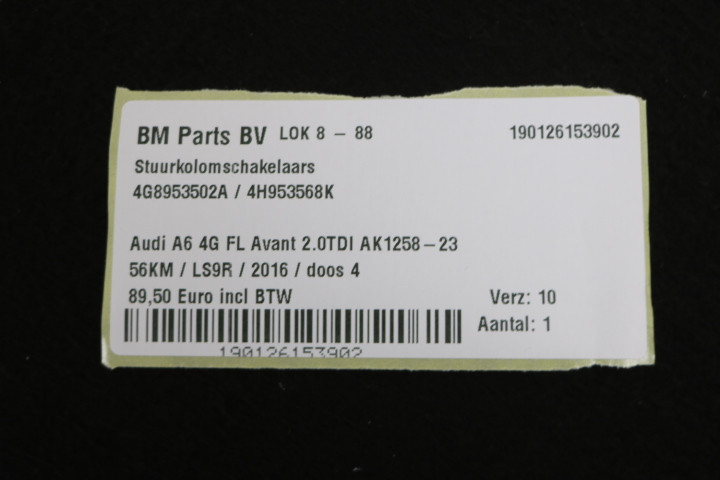 BM Parts BV LOK 8 - 88 190126153902
Stuurkolomschakelaars
4G8953502A / 4H953568K
Audi A6 4G FL Avant 2.0TDI AK1258-23
56KM / LS9R / 2016 / doos 4
89,50 Euro incl BTW Verz: 10
Aantal: 1
190126153902